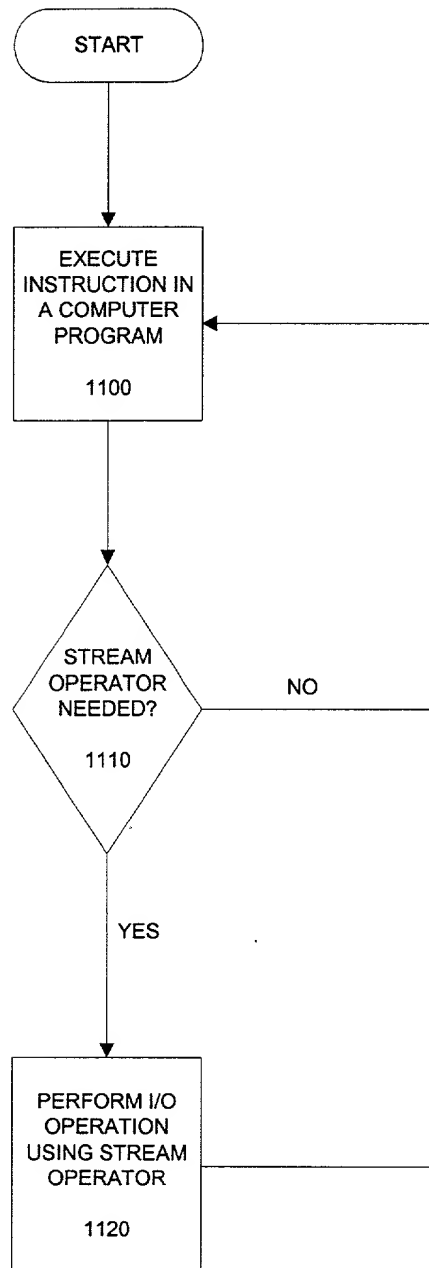 START
EXECUTE
INSTRUCTION IN
A COMPUTER
PROGRAM
1100
STREAM
OPERATOR
NEEDED?
1110
NO
YES
PERFORM I/O
OPERATION
USING STREAM
OPERATOR
1120